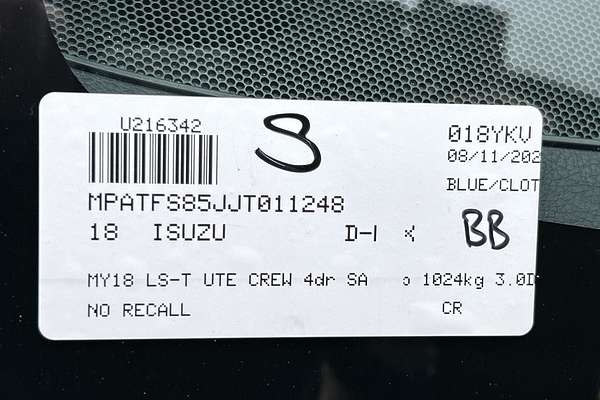 U216342
S
018YKV
08/11/202
BLUE/CLOT
MPATFS85JJT011248
18 ISUZU D-
BB
MY18 LS-T UTE CREW 4dr SA 1024kg 3.0D
NO RECALL CR